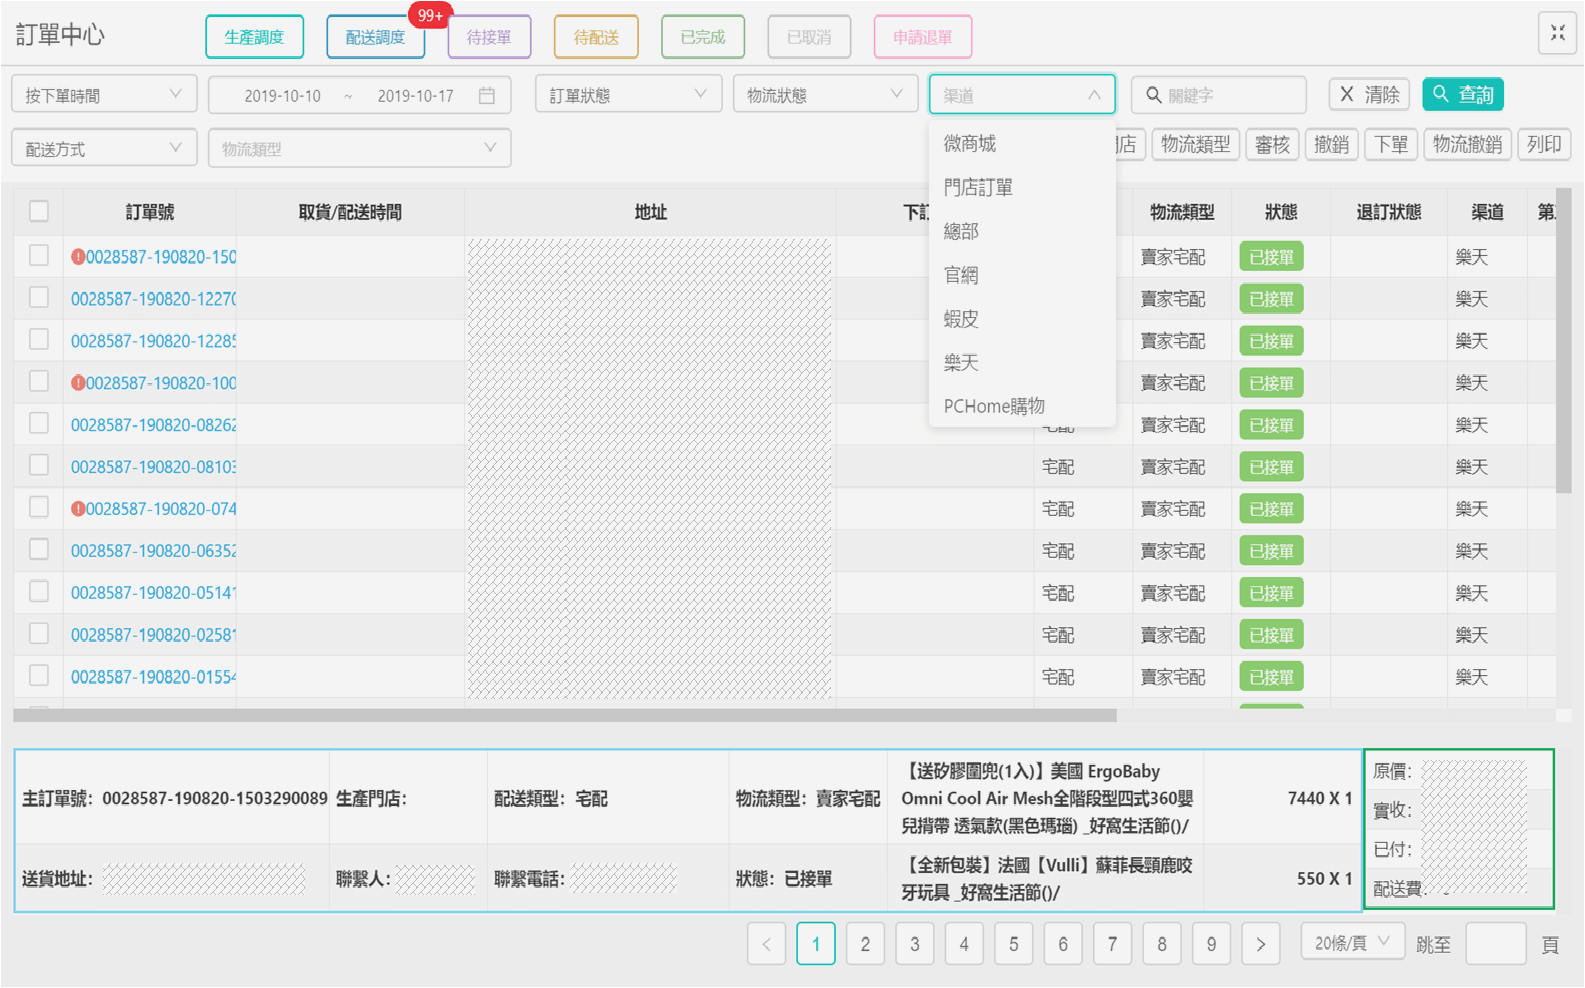 訂單中心
生產調度
配送調度
99+
待接單
待配送
已完成
已取消
申請退單
按下單時間
2019-10-10 ~ 2019-10-17
訂單狀態
物流狀態
渠道
關鍵字
X 清除
查詢
配送方式
物流類型
微商城
門店訂單
總部
官網
蝦皮
樂天
PCHome購物
店
物流類型
審核
撤銷
下單
物流撤銷
列印
訂單號 取貨/配送時間 地址 下訂 物流類型 狀態 退訂狀態 渠道 第
0028587-190820-150 賣家宅配 已接單 樂天
0028587-190820-12270 賣家宅配 已接單 樂天
0028587-190820-12285 賣家宅配 已接單 樂天
0028587-190820-100 賣家宅配 已接單 樂天
0028587-190820-08262 宅配 賣家宅配 已接單 樂天
0028587-190820-08103 宅配 賣家宅配 已接單 樂天
0028587-190820-074 宅配 賣家宅配 已接單 樂天
0028587-190820-06352 宅配 賣家宅配 已接單 樂天
0028587-190820-05141 宅配 賣家宅配 已接單 樂天
0028587-190820-02581 宅配 賣家宅配 已接單 樂天
0028587-190820-01554 宅配 賣家宅配 已接單 樂天
主訂單號: 0028587-190820-1503290089
生產門店:
配送類型: 宅配
物流類型: 賣家宅配
【送矽膠圍兜(1入)】美國 ErgoBaby
Omni Cool Air Mesh全階段型四式360嬰
兒揹帶 透氣款(黑色瑪瑙) _好窩生活節()/
7440 X 1
送貨地址:
聯繫人:
聯繫電話:
狀態: 已接單
【全新包裝】法國【Vulli】蘇菲長頸鹿咬
牙玩具 _好窩生活節()/
550 X 1
原價:
實收:
已付:
配送費:
< 1 2 3 4 5 6 7 8 9 > 20條/頁 跳至 頁